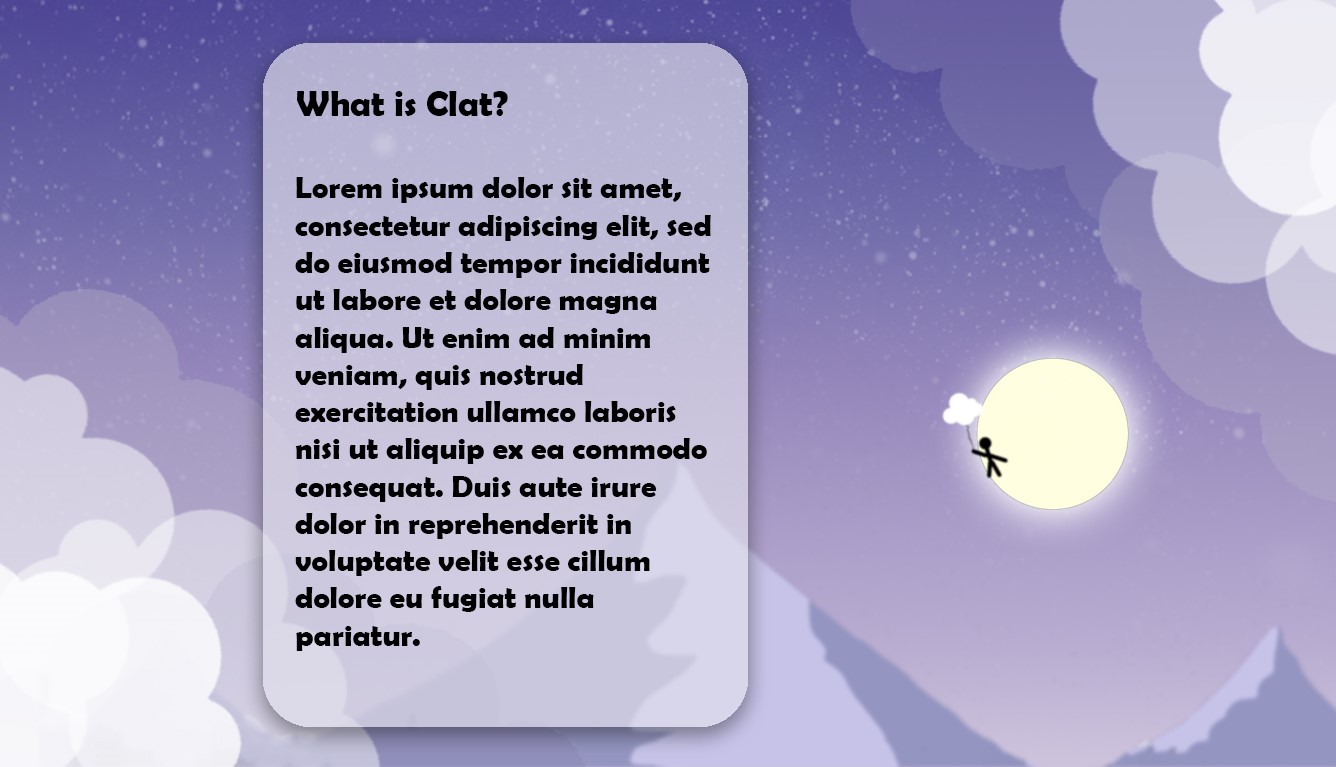 What is Clat?
Lorem ipsum dolor sit amet,
consectetur adipiscing elit, sed
do eiusmod tempor incididunt
ut labore et dolore magna
aliqua. Ut enim ad minim
veniam, quis nostrud
exercitation ullamco laboris
nisi ut aliquip ex ea commodo
consequat. Duis aute irure
dolor in reprehenderit in
voluptate velit esse cillum
dolore eu fugiat nulla
pariatur.